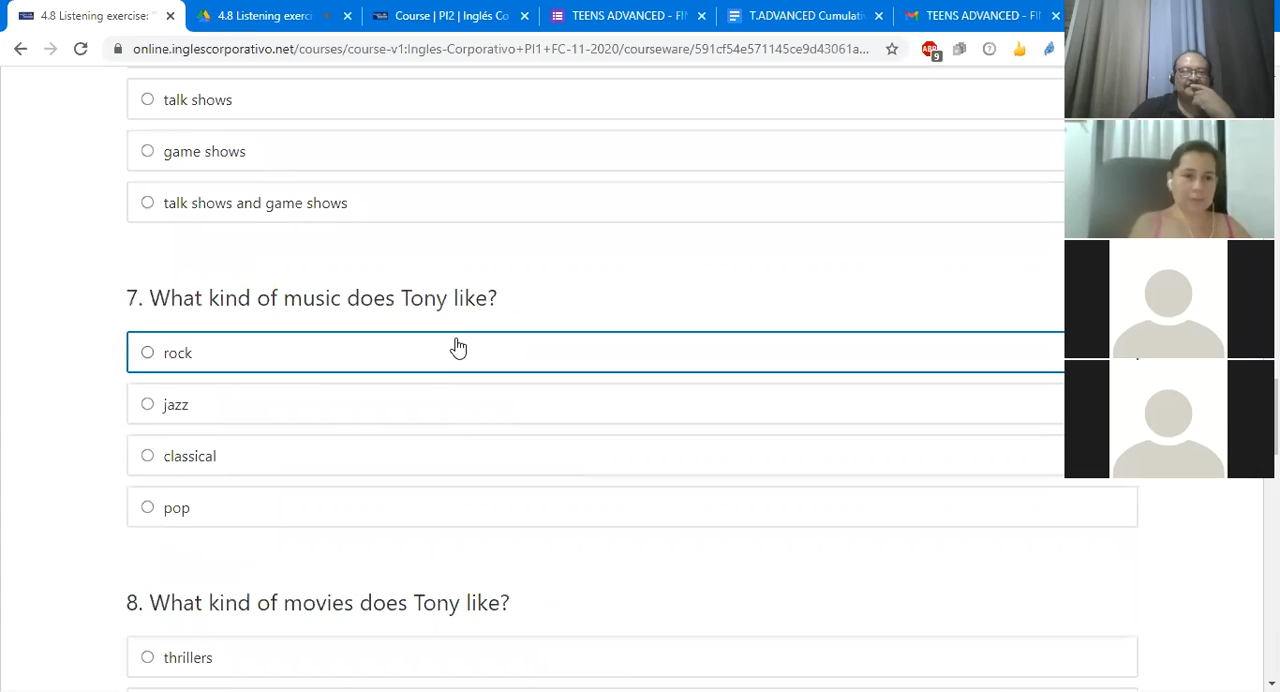 4.8 Listening exercise: "
4.8 Listening exerci
Course | PI2 | Inglés Co
TEENS ADVANCED - FI
T.ADVANCED Cumulati
TEENS ADVANCED - FI
online.inglescorporativo.net/courses/course-v1:Ingles-Corporativo+PI1+FC-11-2020/courseware/591cf54e571145ce9d43061a...
ABP
9
talk shows
game shows
talk shows and game shows
7. What kind of music does Tony like?
rock
jazz
classical
pop
8. What kind of movies does Tony like?
thrillers